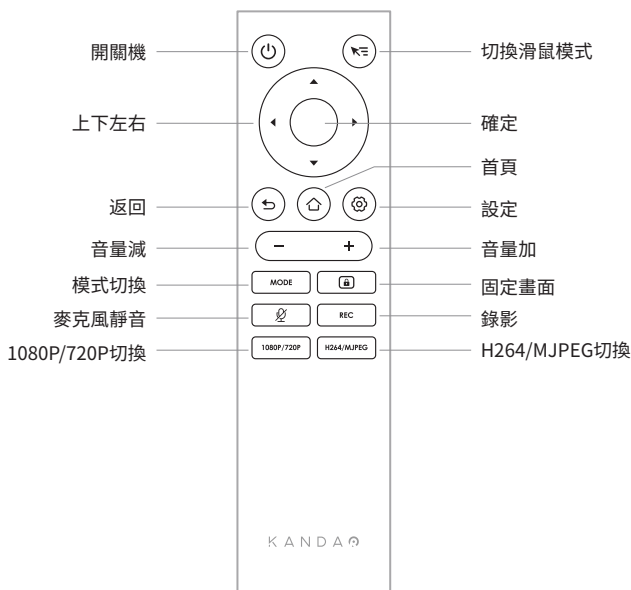 開關機
切換滑鼠模式
上下左右
確定
首頁
返回
設定
音量減
音量加
模式切換
MODE
固定畫面
麥克風靜音
REC
錄影
1080P/720P切換
1080P/720P
H264/MJPEG
H264/MJPEG切換
KANDAO